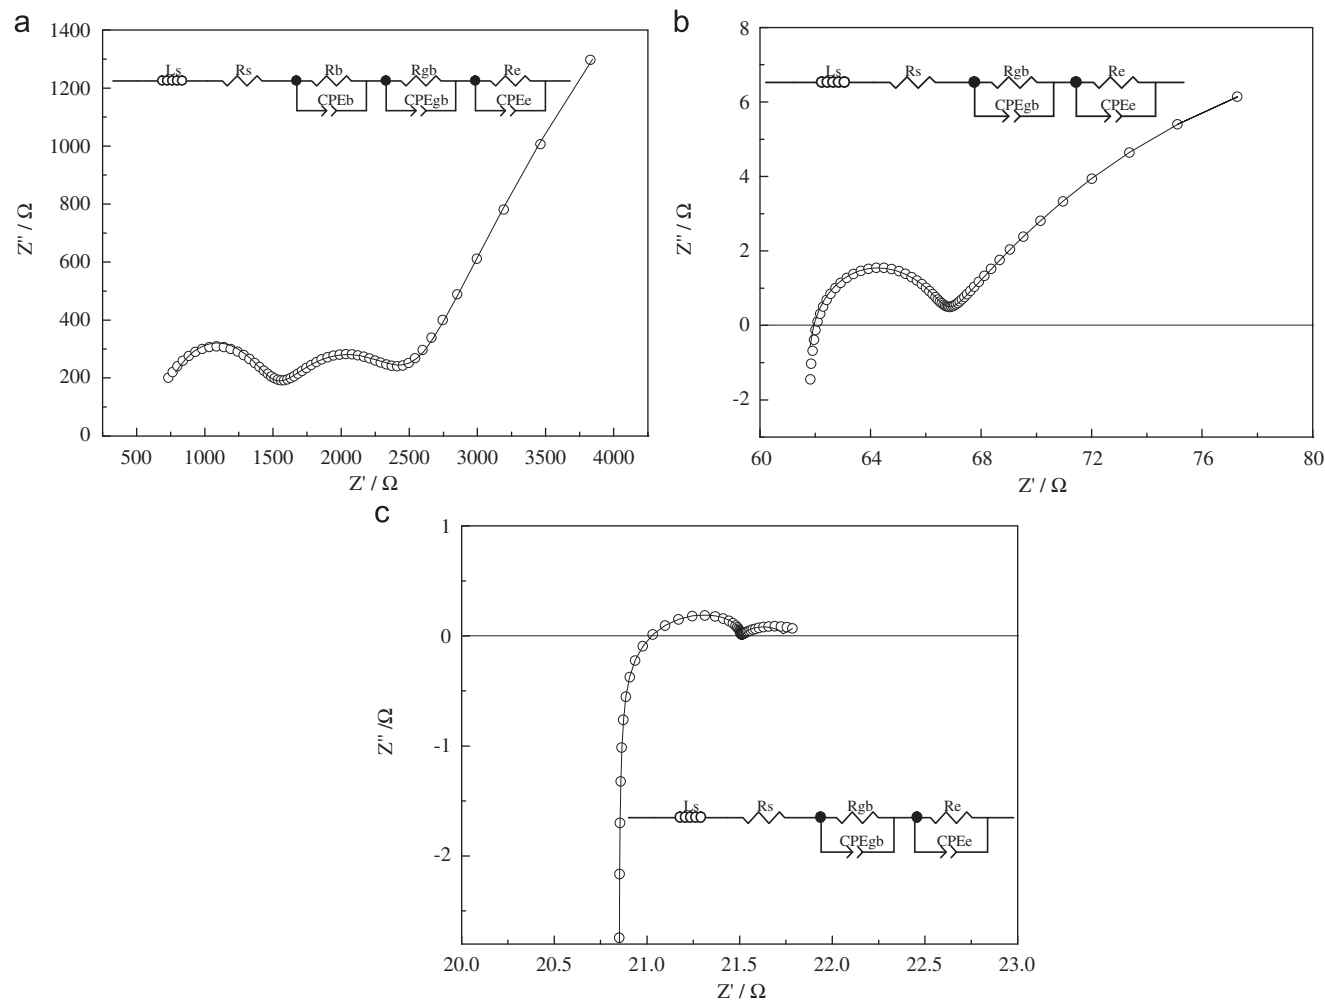 a
1400
1200
1000
800
600
400
200
0
Z'' / Ω
Ls Rs Rb Rgb Re
CPEb CPEgb CPEe
500 1000 1500 2000 2500 3000 3500 4000
Z' / Ω
b
8
6
4
2
0
-2
Z'' / Ω
Ls Rs Rgb Re
CPEgb CPEe
60 64 68 72 76 80
Z' / Ω
c
1
0
-1
-2
Z'' /Ω
Ls Rs Rgb Re
CPEgb CPEe
20.0 20.5 21.0 21.5 22.0 22.5 23.0
Z' / Ω